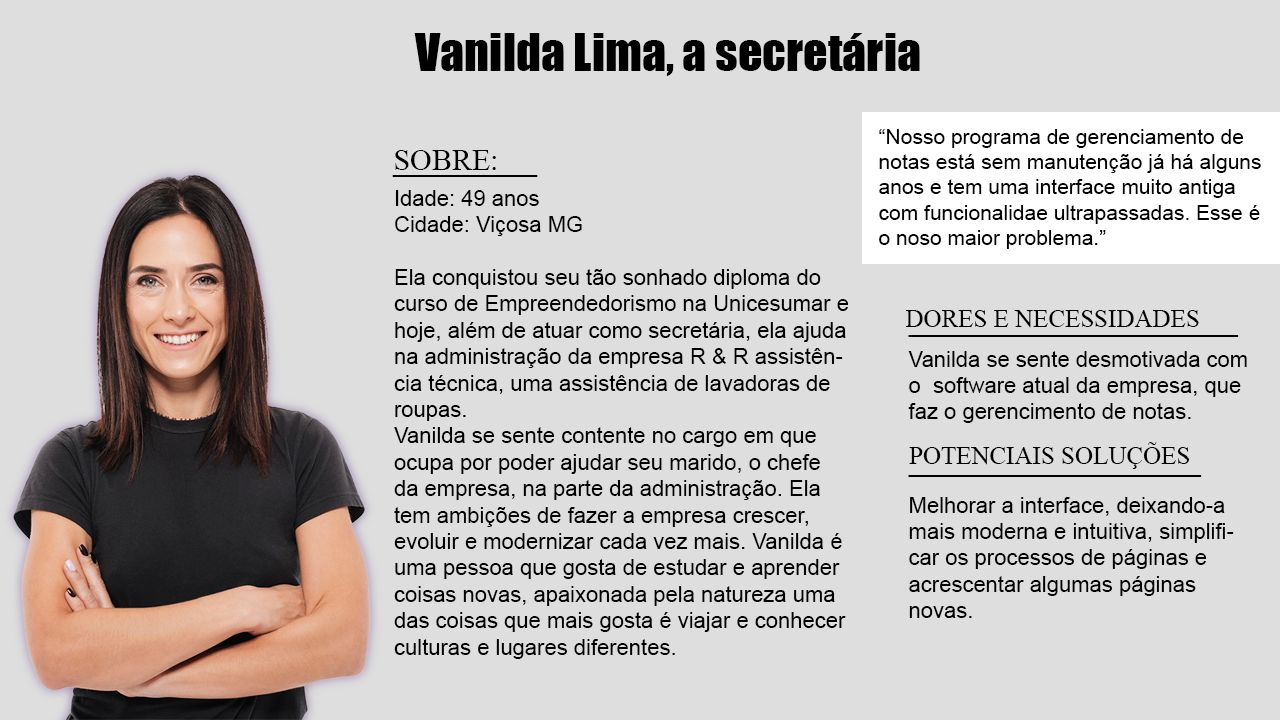 Vanilda Lima, a secretária
SOBRE:
Idade: 49 anos
Cidade: Viçosa MG
Ela conquistou seu tão sonhado diploma do
curso de Empreendedorismo na Unicesumar e
hoje, além de atuar como secretária, ela ajuda
na administração da empresa R & R assistên-
cia técnica, uma assistência de lavadoras de
roupas.
Vanilda se sente contente no cargo em que
ocupa por poder ajudar seu marido, o chefe
da empresa, na parte da administração. Ela
tem ambições de fazer a empresa crescer,
evoluir e modernizar cada vez mais. Vanilda é
uma pessoa que gosta de estudar e aprender
coisas novas, apaixonada pela natureza uma
das coisas que mais gosta é viajar e conhecer
culturas e lugares diferentes.
“Nosso programa de gerenciamento de
notas está sem manutenção já há alguns
anos e tem uma interface muito antiga
com funcionalidae ultrapassadas. Esse é
o noso maior problema.”
DORES E NECESSIDADES
Vanilda se sente desmotivada com
o  software atual da empresa, que
faz o gerencimento de notas.
POTENCIAIS SOLUÇÕES
Melhorar a interface, deixando-a
mais moderna e intuitiva, simplifi-
car os processos de páginas e
acrescentar algumas páginas
novas.